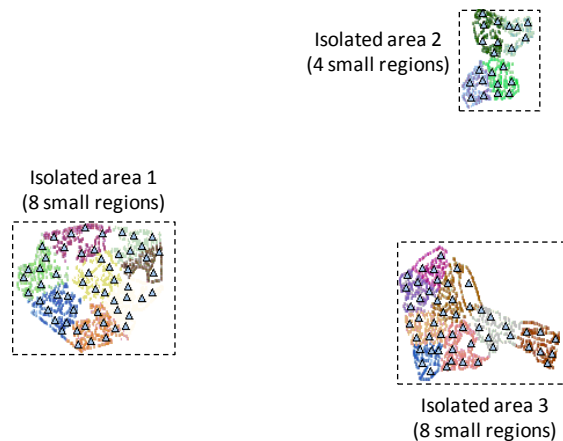 Isolated area 2
(4 small regions)
Isolated area 1
(8 small regions)
Isolated area 3
(8 small regions)